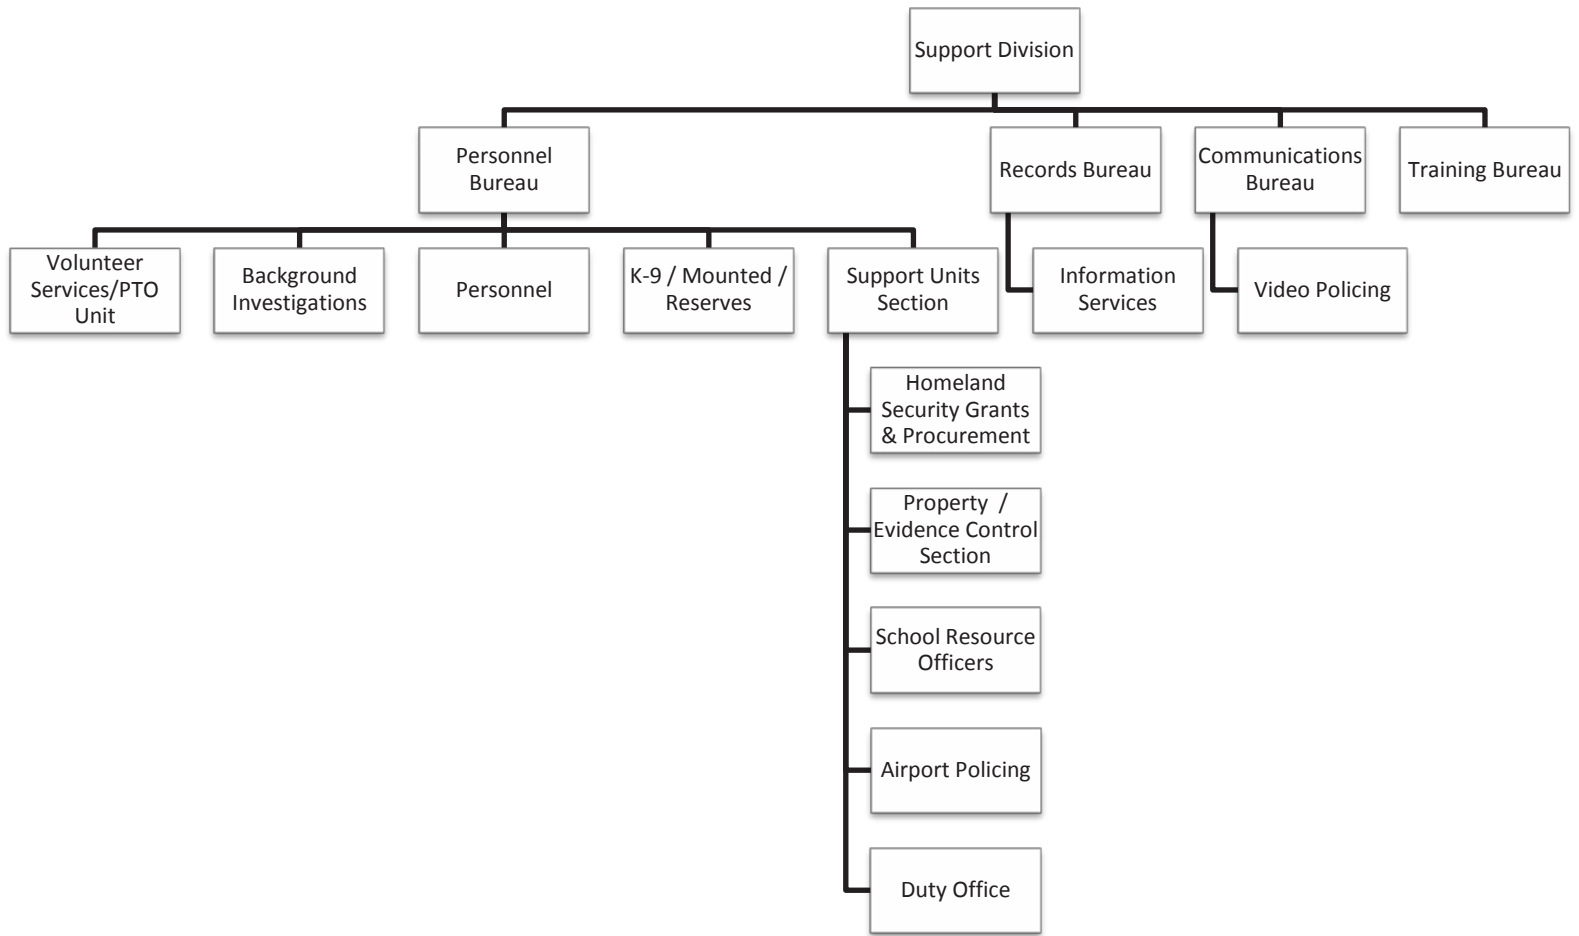 Support Division
Personnel
Bureau
Records Bureau
Communications
Bureau
Training Bureau
Volunteer
Services/PTO
Unit
Background
Investigations
Personnel
K-9 / Mounted /
Reserves
Support Units
Section
Information
Services
Video Policing
Homeland
Security Grants
& Procurement
Property /
Evidence Control
Section
School Resource
Officers
Airport Policing
Duty Office